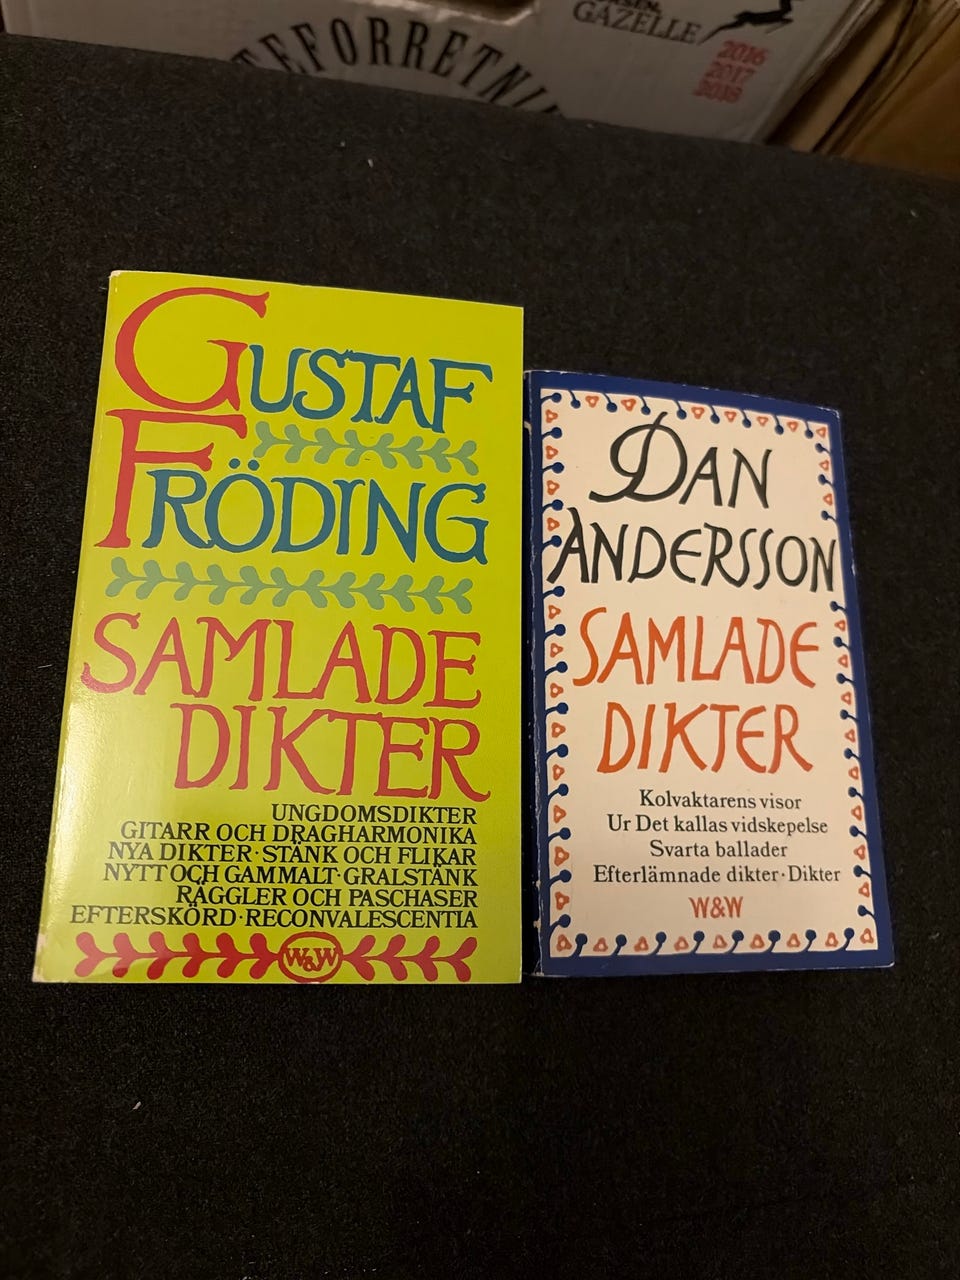 GAZELLE
2016
2017
2018
GUSTAF
FRÖDING
SAMLADE
DIKTER
UNGDOMSDIKTER
GITARR OCH DRAGHARMONIKA
NYA DIKTER · STÄNK OCH FLIKAR
NYTT OCH GAMMALT · GRALSTÄNK
RÄGGLER OCH PASCHASER
EFTERSKÖRD · RECONVALESCENTIA
W&W
DAN
ANDERSSON
SAMLADE
DIKTER
Kolvaktarens visor
Ur Det kallas vidskepelse
Svarta ballader
Efterlämnade dikter · Dikter
W&W